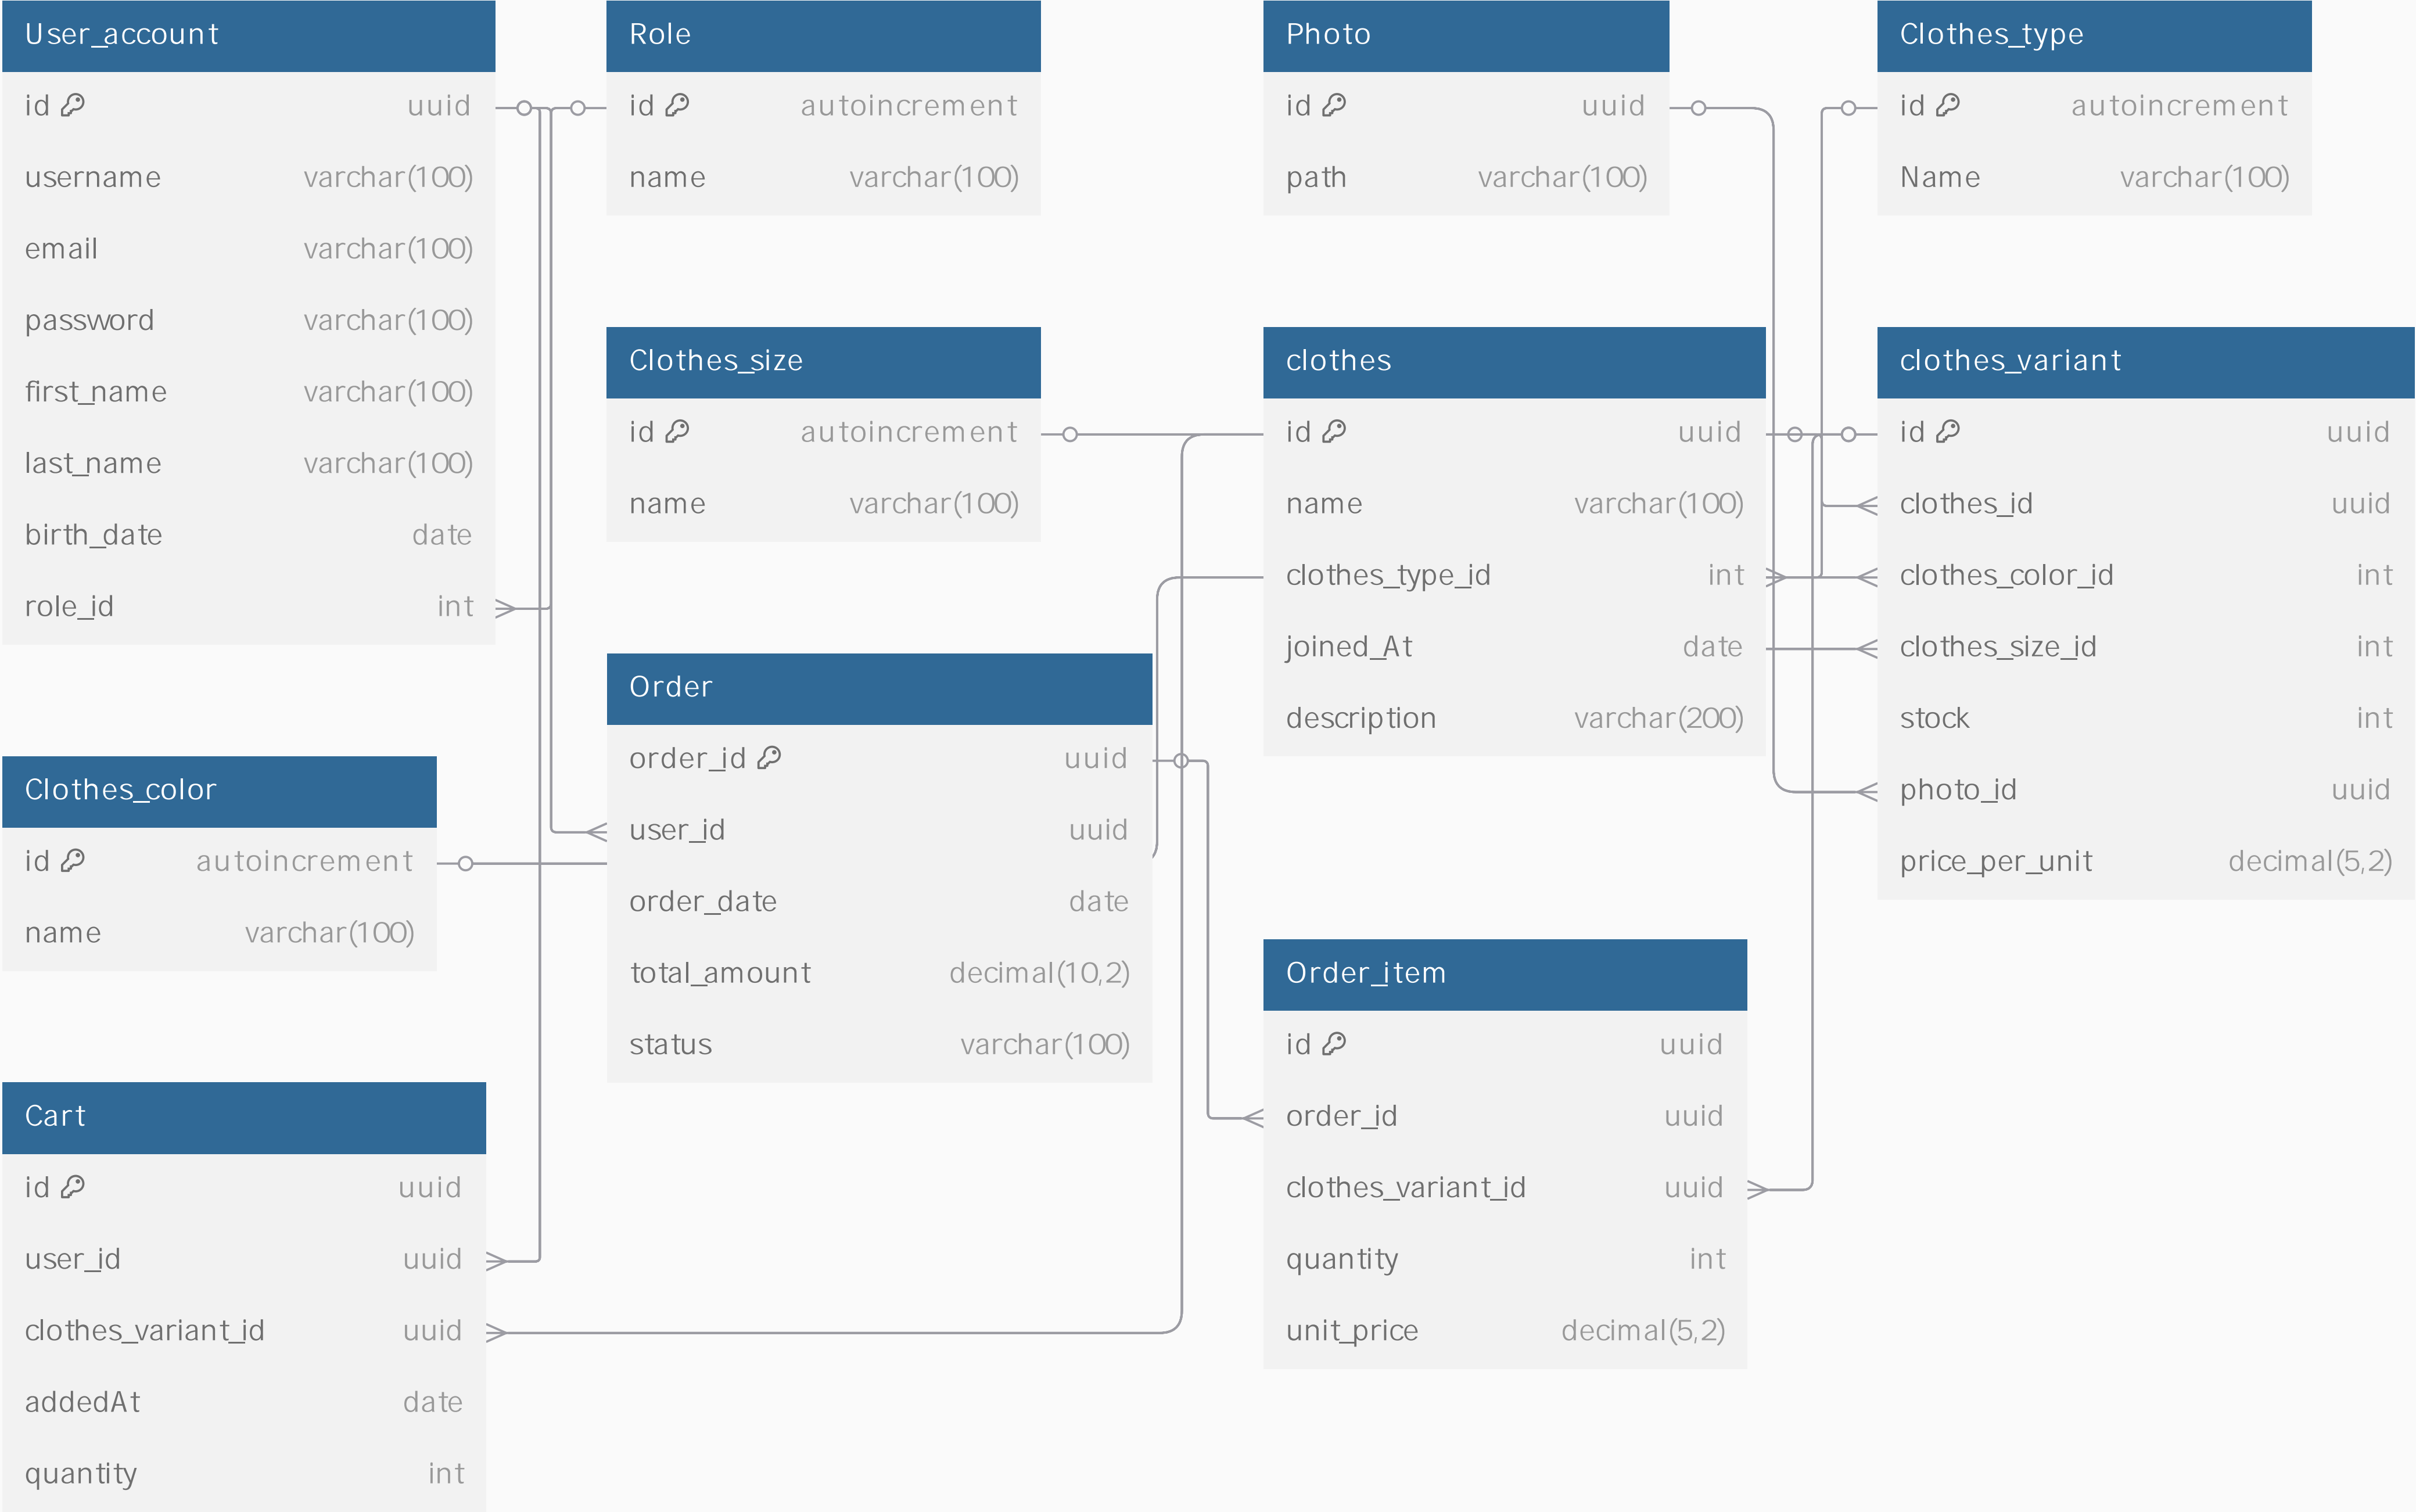 User_account
id uuid
username varchar(100)
email varchar(100)
password varchar(100)
first_name varchar(100)
last_name varchar(100)
birth_date date
role_id int
Role
id autoincrement
name varchar(100)
Photo
id uuid
path varchar(100)
Clothes_type
id autoincrement
Name varchar(100)
Clothes_size
id autoincrement
name varchar(100)
clothes
id uuid
name varchar(100)
clothes_type_id int
joined_At date
description varchar(200)
clothes_variant
id uuid
clothes_id uuid
clothes_color_id int
clothes_size_id int
stock int
photo_id uuid
price_per_unit decimal(5,2)
Order
order_id uuid
user_id uuid
order_date date
total_amount decimal(10,2)
status varchar(100)
Clothes_color
id autoincrement
name varchar(100)
Order_item
id uuid
order_id uuid
clothes_variant_id uuid
quantity int
unit_price decimal(5,2)
Cart
id uuid
user_id uuid
clothes_variant_id uuid
addedAt date
quantity int